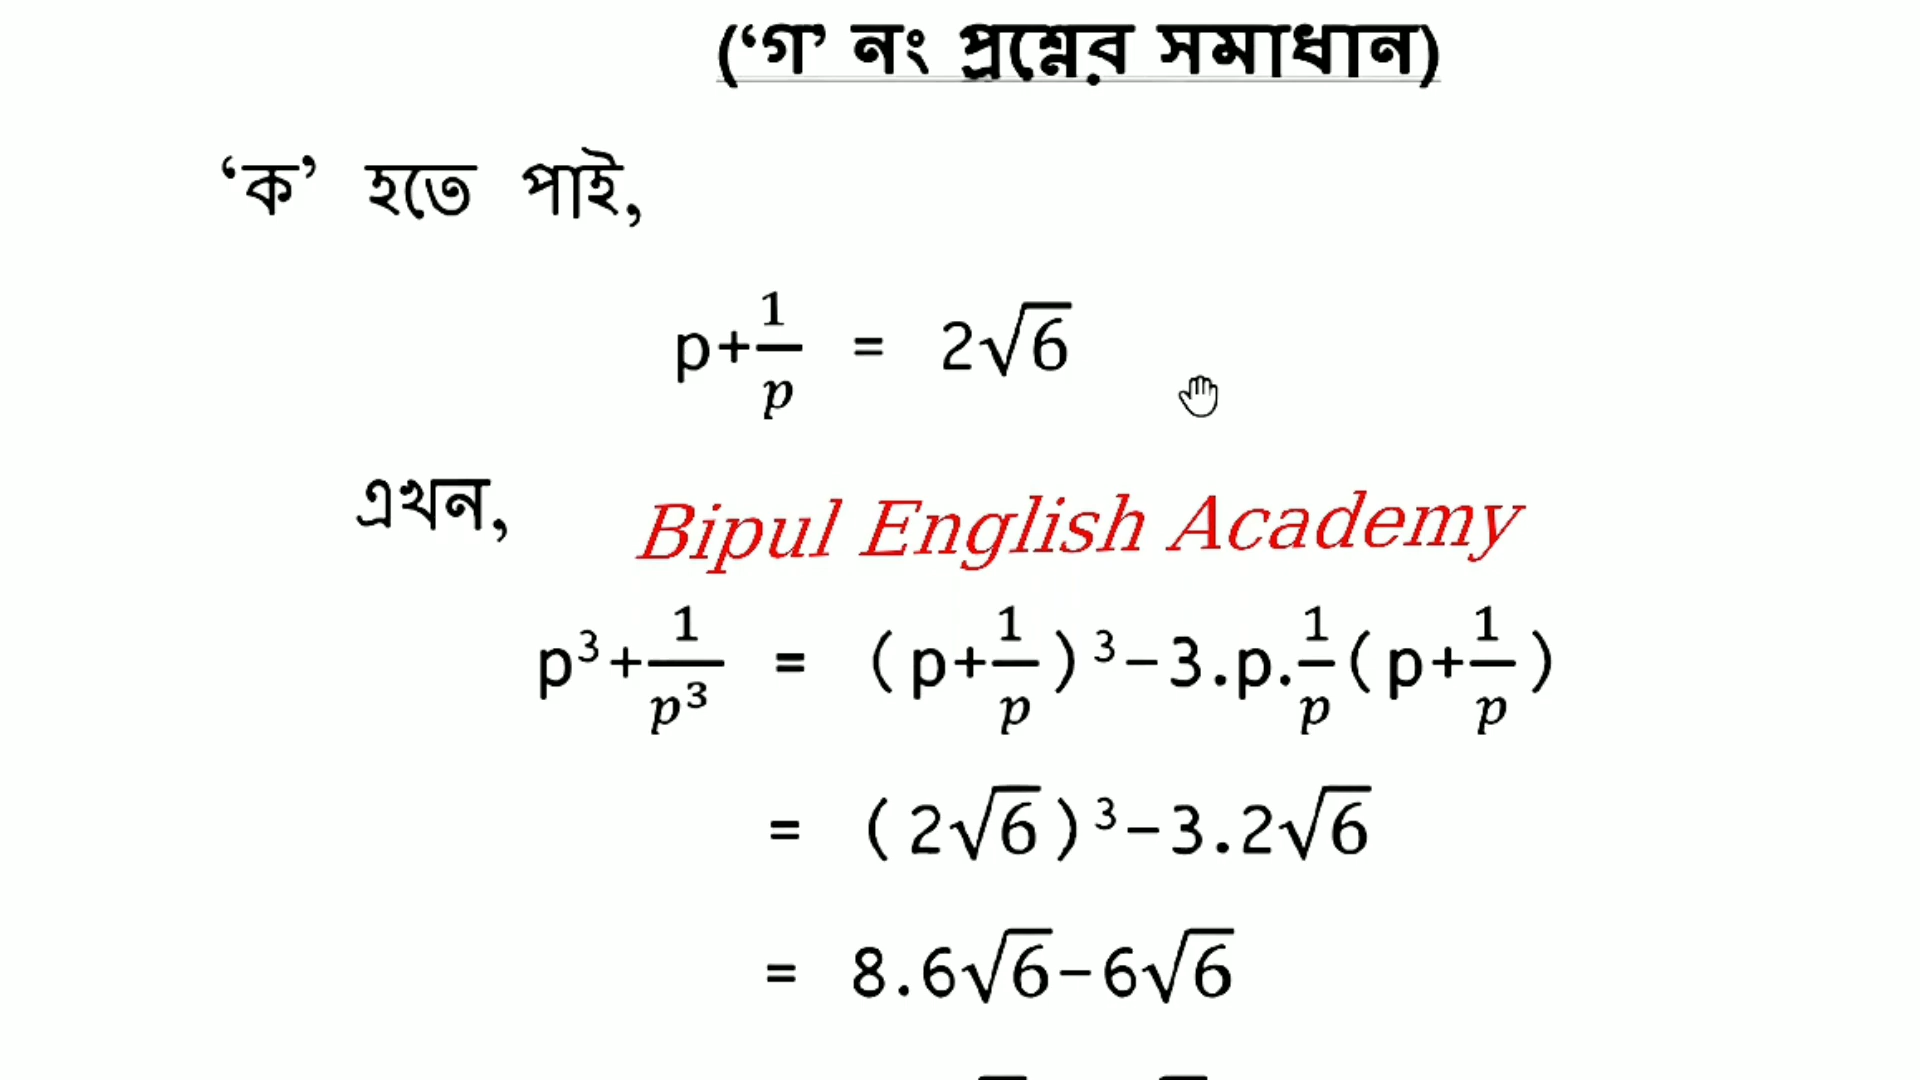 (‘গ’ নং প্রশ্নের সমাধান)
‘ক’ হতে পাই,
p+1/p = 2√6
এখন,
Bipul English Academy
p³+1/p³ = (p+1/p)³-3.p.1/p(p+1/p)
= (2√6)³-3.2√6
= 8.6√6-6√6